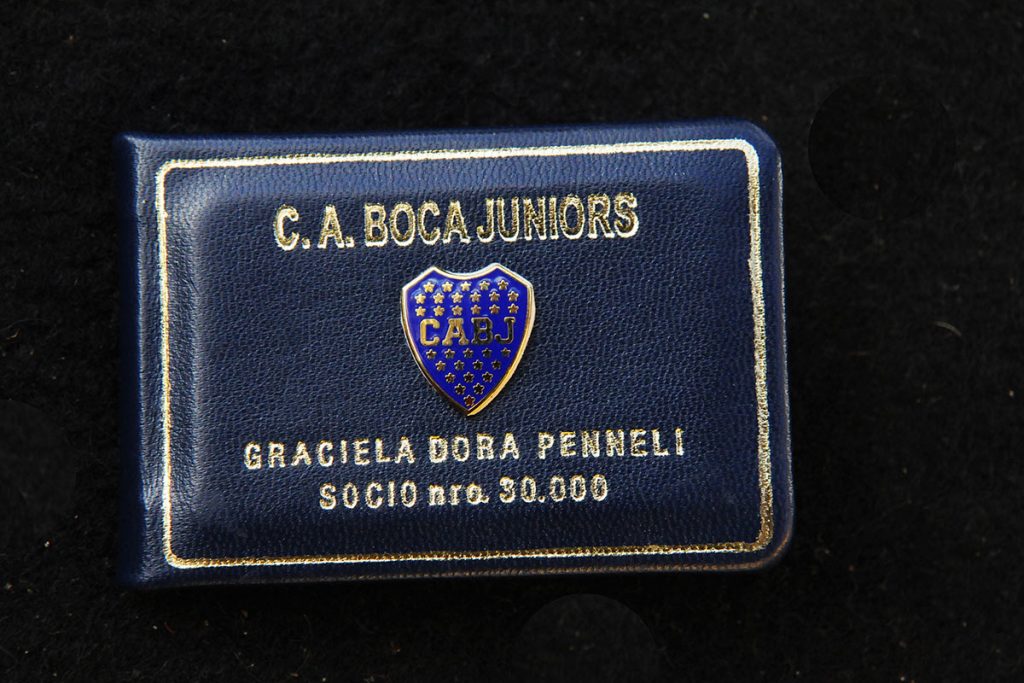 C. A. BOCA JUNIORS
CABJ
GRACIELA DORA PENNELI
SOCIO nro. 30.000